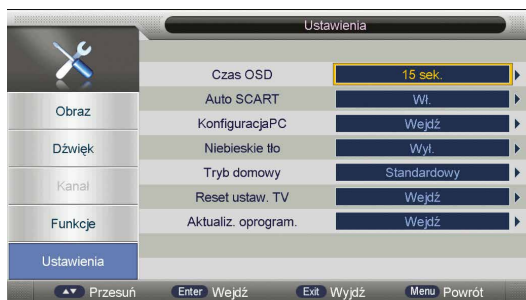 Ustawienia
Czas OSD 15 sek.
Auto SCART Wł.
KonfiguracjaPC Wejdź
Niebieskie tło Wył.
Tryb domowy Standardowy
Reset ustaw. TV Wejdź
Aktualiz. oprogram. Wejdź
Obraz
Dźwięk
Kanał
Funkcje
Ustawienia
Przesuń Enter Wejdź Exit Wyjdź Menu Powrót